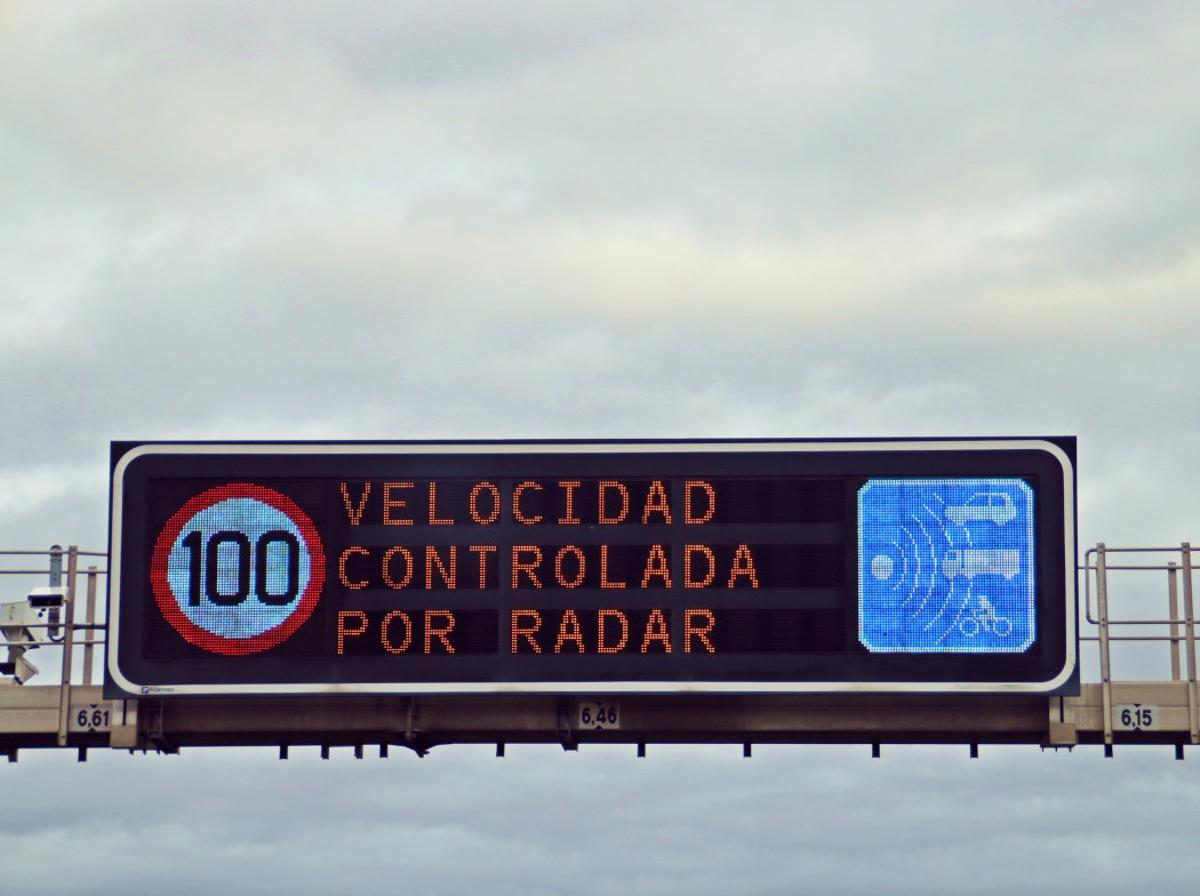 100
VELOCIDAD
CONTROLADA
POR RADAR
6,61
6,46
6,15